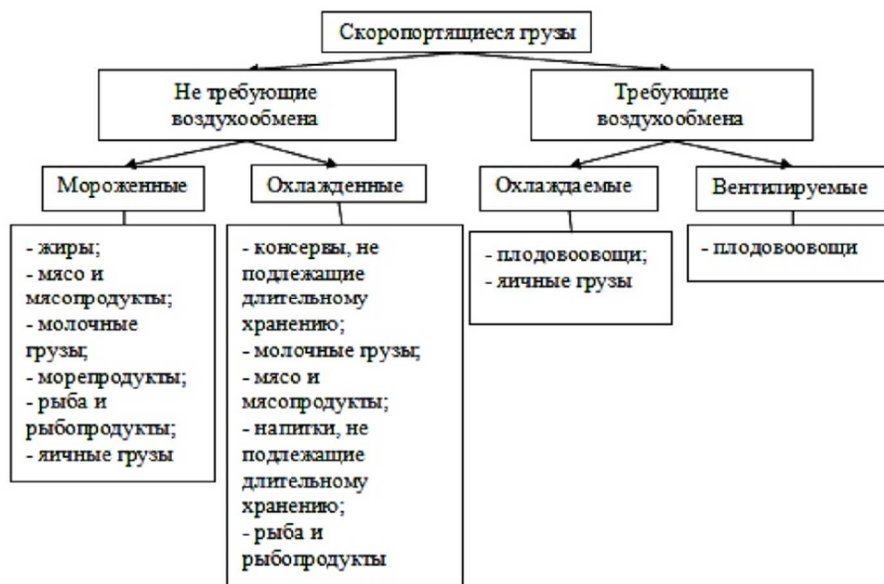 Скоропортящиеся грузы
Не требующие
воздухообмена
Требующие
воздухообмена
Мороженные
Охлажденные
Охлаждаемые
Вентилируемые
- жиры;
- мясо и
мясопродукты;
- молочные
грузы;
- морепродукты;
- рыба и
рыбопродукты;
- яичные грузы
- консервы, не
подлежащие
длительному
хранению;
- молочные грузы;
- мясо и
мясопродукты;
- напитки, не
подлежащие
длительному
хранению;
- рыба и
рыбопродукты
- плодовоовощи;
- яичные грузы
- плодовоовощи